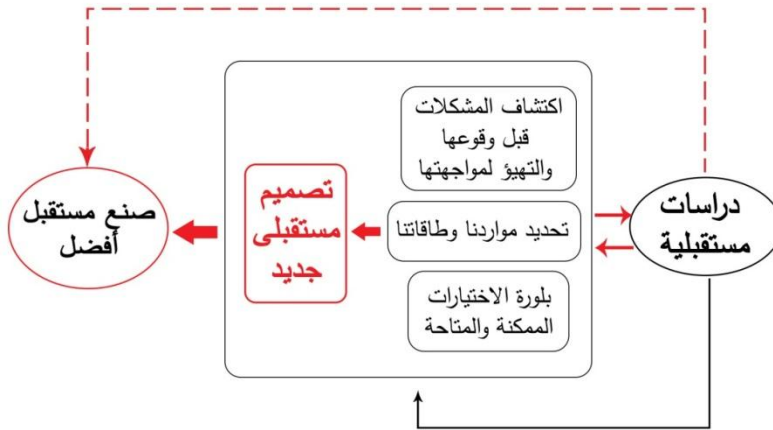 دراسات
مستقبلية
اكتشاف المشكلات
قبل وقوعها
والتهيؤ لمواجهتها
تحديد مواردنا وطاقاتنا
بلورة الاختيارات
الممكنة والمتاحة
تصميم
مستقبلى
جديد
صنع مستقبل
أفضل